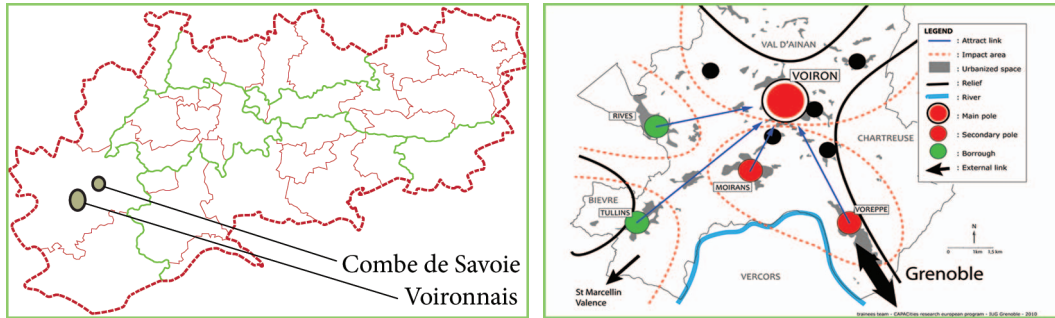 Combe de Savoie
Voironnais
VAL D'AINAN
VOIRON
RIVES
CHARTREUSE
MOIRANS
BIEVRE
TULLINS
VOREPPE
VERCORS
Grenoble
St Marcellin
Valence
LEGEND
: Attract link
: Impact area
: Urbanized space
: Relief
: River
: Main pole
: Secondary pole
: Borrough
: External link
N
1km 1,5 km
trainees team - CAPACities research european program - IUG Grenoble - 2010